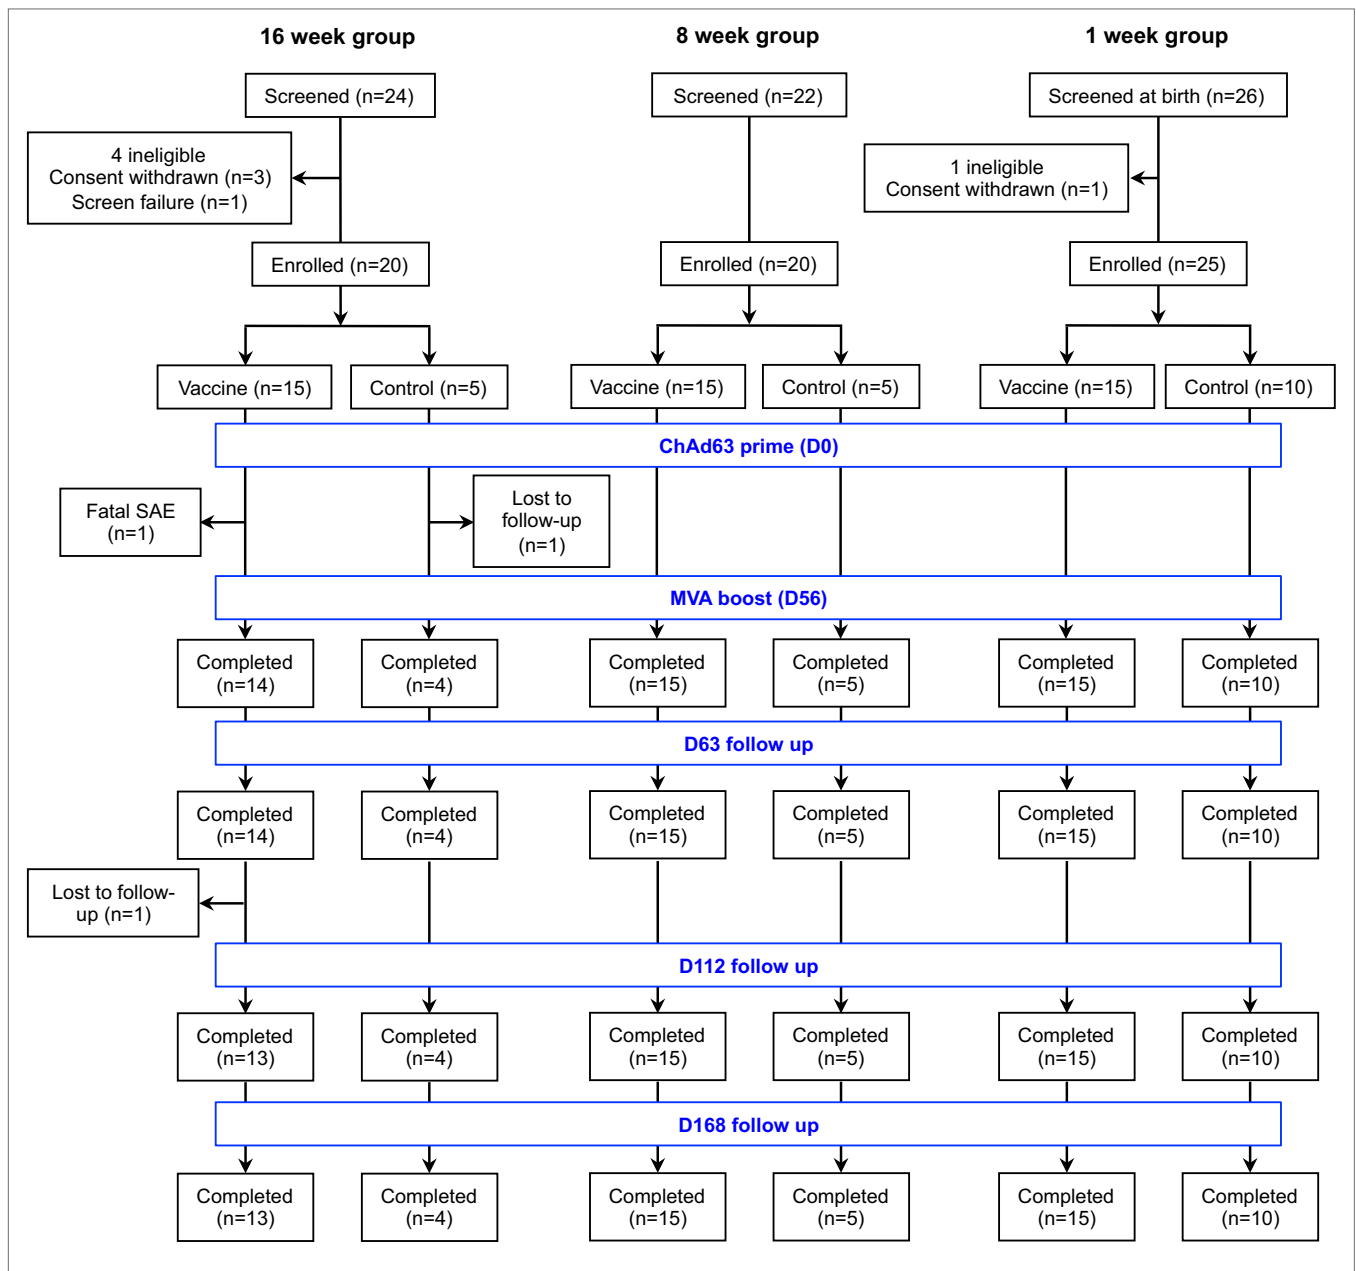 16 week group
8 week group
1 week group
Screened (n=24)
Screened (n=22)
Screened at birth (n=26)
4 ineligible
Consent withdrawn (n=3)
Screen failure (n=1)
1 ineligible
Consent withdrawn (n=1)
Enrolled (n=20)
Enrolled (n=20)
Enrolled (n=25)
Vaccine (n=15)
Control (n=5)
Vaccine (n=15)
Control (n=5)
Vaccine (n=15)
Control (n=10)
ChAd63 prime (D0)
Fatal SAE
(n=1)
Lost to
follow-up
(n=1)
MVA boost (D56)
Completed
(n=14)
Completed
(n=4)
Completed
(n=15)
Completed
(n=5)
Completed
(n=15)
Completed
(n=10)
D63 follow up
Completed
(n=14)
Completed
(n=4)
Completed
(n=15)
Completed
(n=5)
Completed
(n=15)
Completed
(n=10)
Lost to follow-
up (n=1)
D112 follow up
Completed
(n=13)
Completed
(n=4)
Completed
(n=15)
Completed
(n=5)
Completed
(n=15)
Completed
(n=10)
D168 follow up
Completed
(n=13)
Completed
(n=4)
Completed
(n=15)
Completed
(n=5)
Completed
(n=15)
Completed
(n=10)